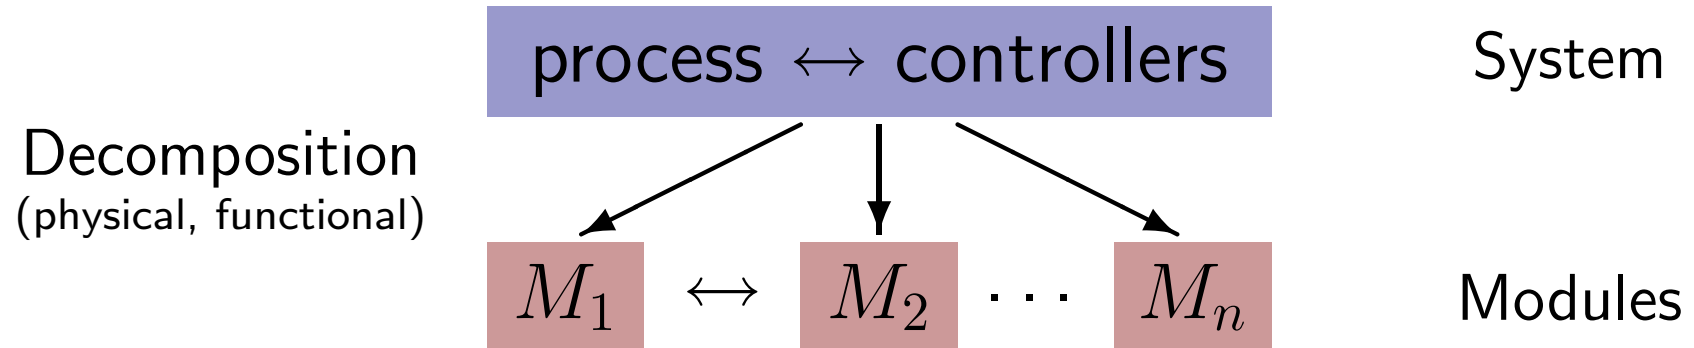 process ↔ controllers
System
Decomposition
(physical, functional)
M₁ ↔ M₂ ··· Mₙ
Modules